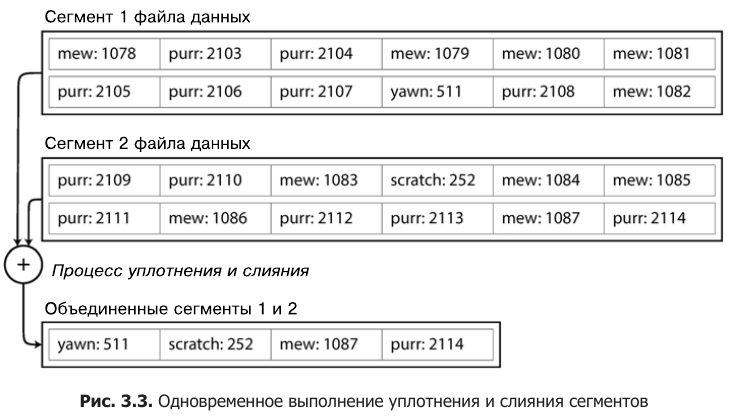 Сегмент 1 файла данных
mew: 1078 purr: 2103 purr: 2104 mew: 1079 mew: 1080 mew: 1081
purr: 2105 purr: 2106 purr: 2107 yawn: 511 purr: 2108 mew: 1082
Сегмент 2 файла данных
purr: 2109 purr: 2110 mew: 1083 scratch: 252 mew: 1084 mew: 1085
purr: 2111 mew: 1086 purr: 2112 purr: 2113 mew: 1087 purr: 2114
+ Процесс уплотнения и слияния
Объединенные сегменты 1 и 2
yawn: 511 scratch: 252 mew: 1087 purr: 2114
Рис. 3.3. Одновременное выполнение уплотнения и слияния сегментов